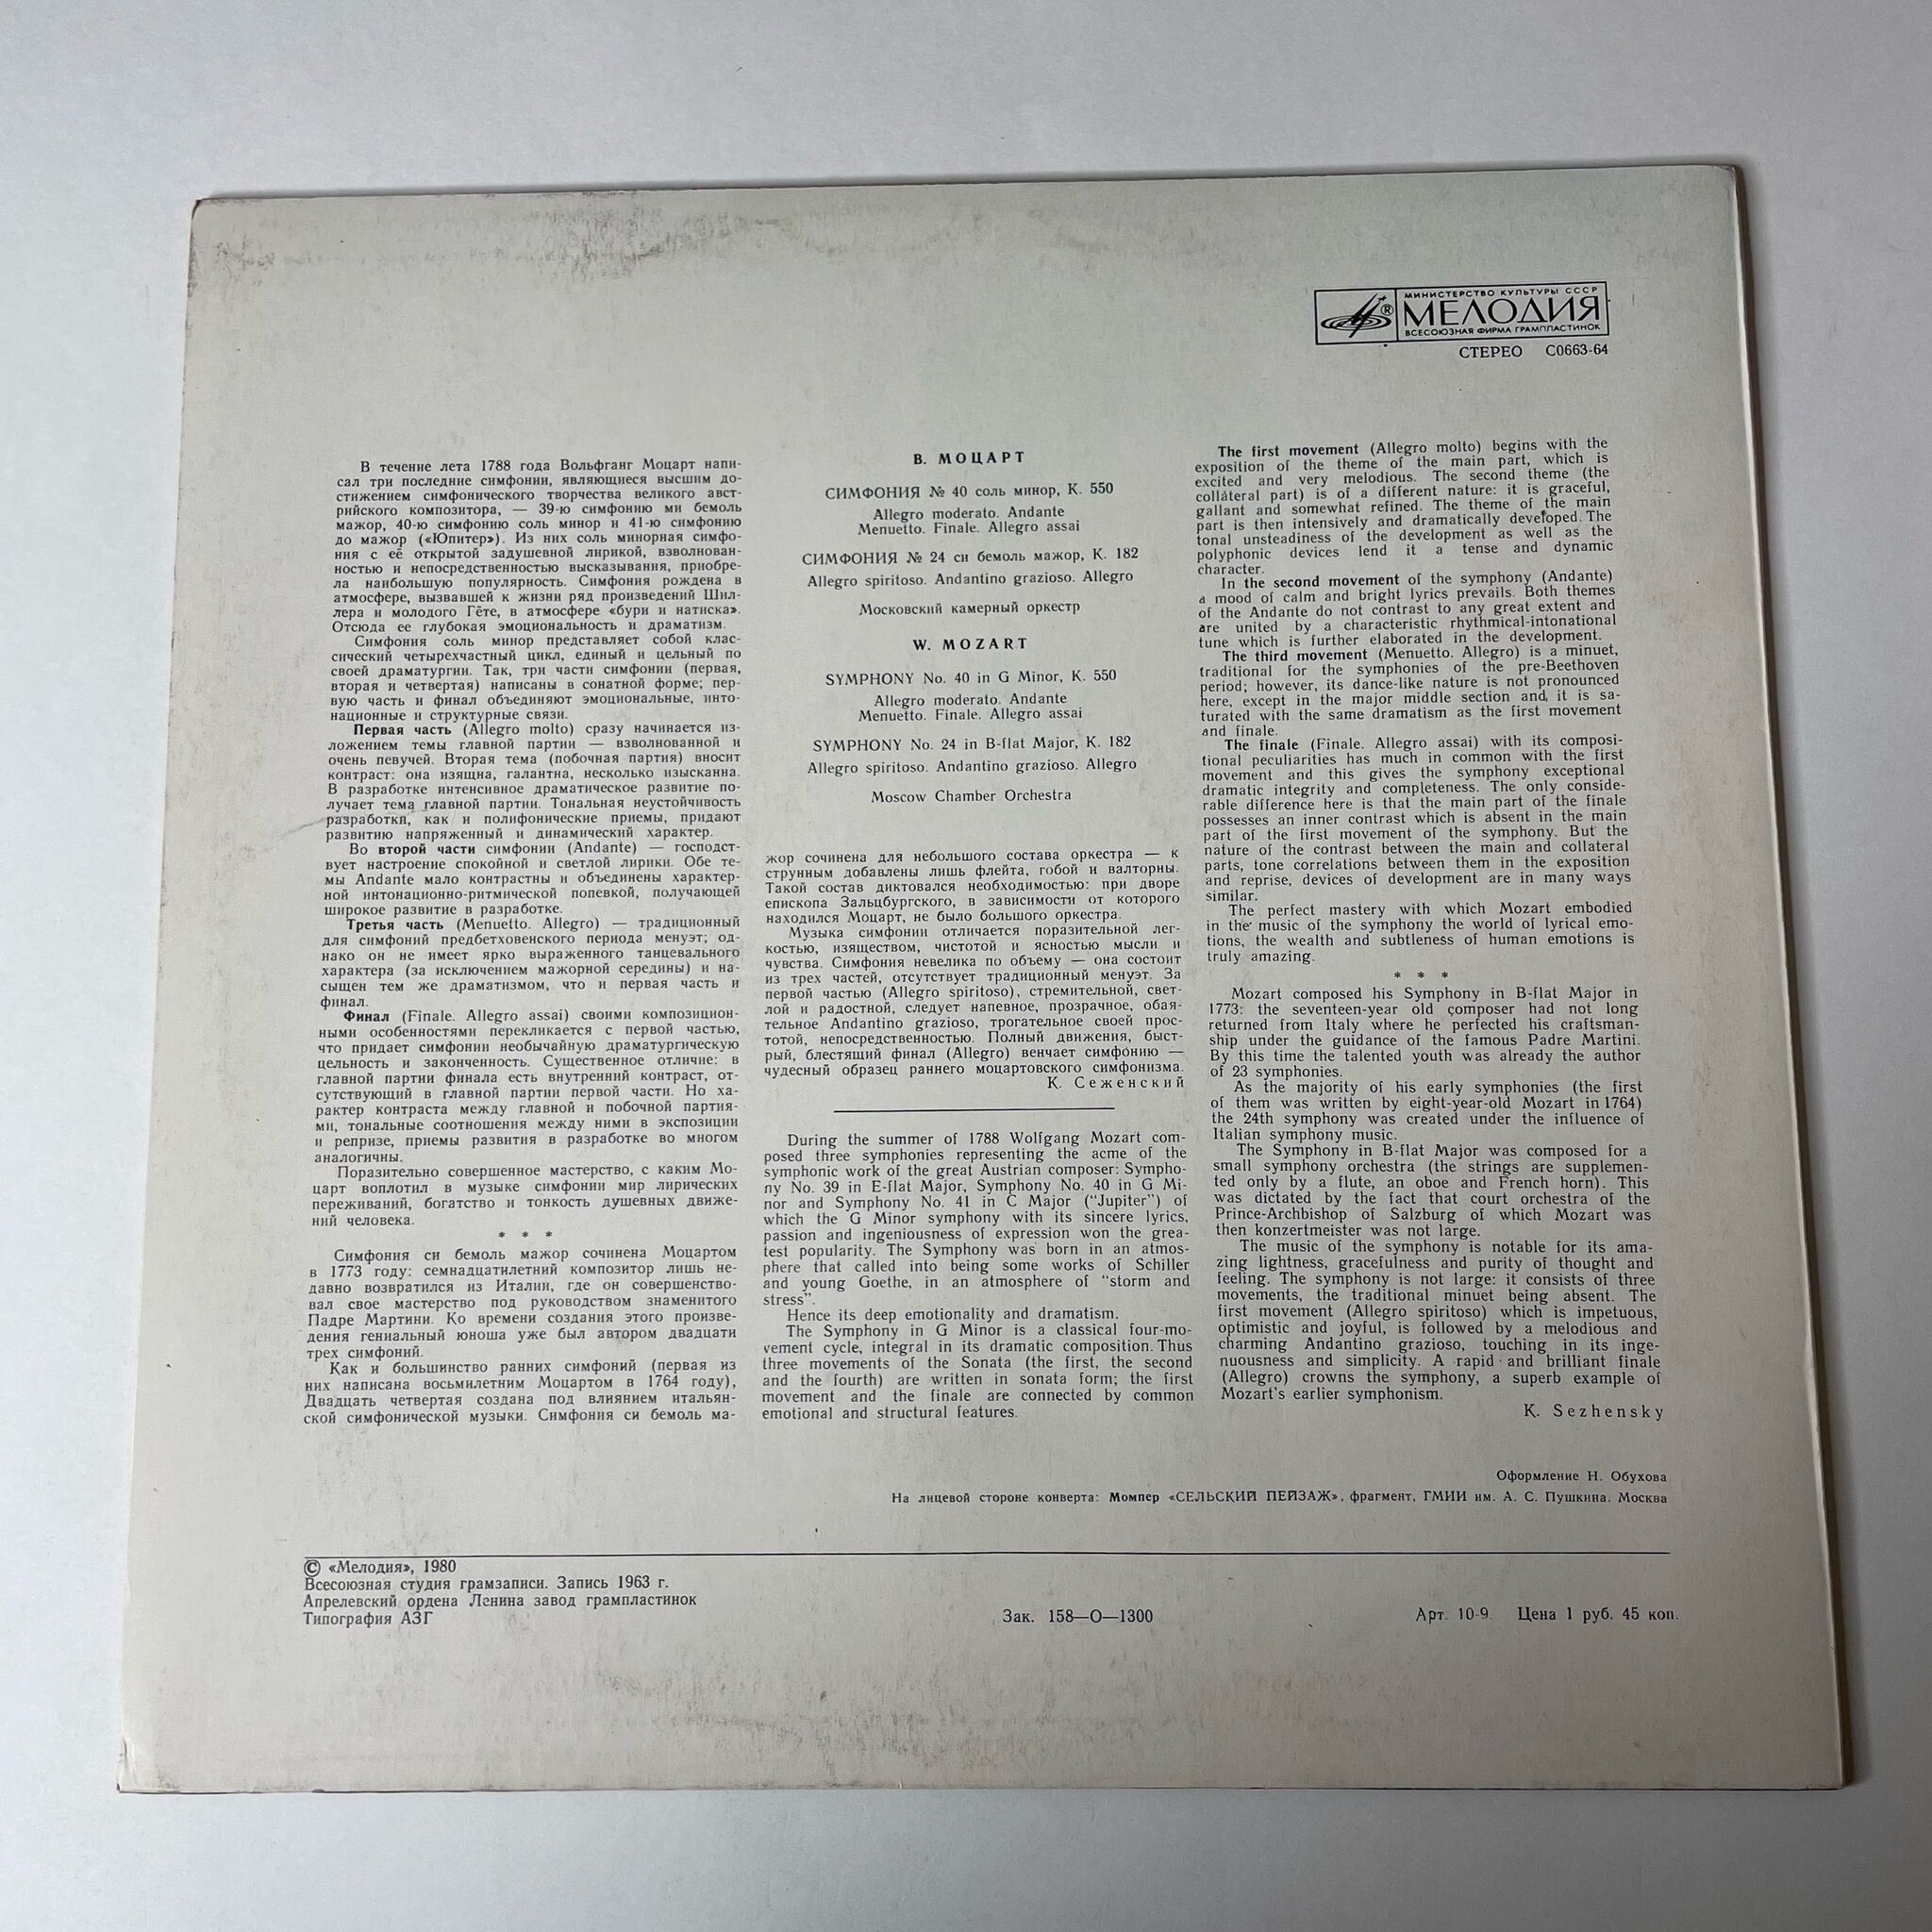 МИНИСТЕРСТВО КУЛЬТУРЫ СССР
МЕЛОДИЯ
ВСЕСОЮЗНАЯ ФИРМА ГРАМПЛАСТИНОК
СТЕРЕО С0663-64
В течение лета 1788 года Вольфганг Моцарт напи-
сал три последние симфонии, являющиеся высшим до-
стижением симфонического творчества великого авст-
рийского композитора, — 39-ю симфонию ми бемоль
мажор, 40-ю симфонию соль минор и 41-ю симфонию
до мажор («Юпитер»). Из них соль минорная симфо-
ния с её открытой задушевной лирикой, взволнован-
ностью и непосредственностью высказывания, приобре-
ла наибольшую популярность. Симфония рождена в
атмосфере, вызвавшей к жизни ряд произведений Шил-
лера и молодого Гёте, в атмосфере «бури и натиска».
Отсюда ее глубокая эмоциональность и драматизм.
Симфония соль минор представляет собой клас-
сический четырехчастный цикл, единый и цельный по
своей драматургии. Так, три части симфонии (первая,
вторая и четвертая) написаны в сонатной форме; пер-
вую часть и финал объединяют эмоциональные, инто-
национные и структурные связи.
Первая часть (Allegro molto) сразу начинается из-
ложением темы главной партии — взволнованной и
очень певучей. Вторая тема (побочная партия) вносит
контраст: она изящна, галантна, несколько изысканна.
В разработке интенсивное драматическое развитие по-
лучает тема главной партии. Тональная неустойчивость
разработки, как и полифонические приемы, придают
развитию напряженный и динамический характер.
Во второй части симфонии (Andante) — господст-
вует настроение спокойной и светлой лирики. Обе те-
мы Andante мало контрастны и объединены характер-
ной интонационно-ритмической попевкой, получающей
широкое развитие в разработке.
Третья часть (Menuetto. Allegro) — традиционный
для симфоний предбетховенского периода менуэт; од-
нако он не имеет ярко выраженного танцевального
характера (за исключением мажорной середины) и на-
сыщен тем же драматизмом, что и первая часть и
финал.
Финал (Finale. Allegro assai) своими композицион-
ными особенностями перекликается с первой частью,
что придает симфонии необычайную драматургическую
цельность и законченность. Существенное отличие: в
главной партии финала есть внутренний контраст, от-
сутствующий в главной партии первой части. Но ха-
рактер контраста между главной и побочной партия-
ми, тональные соотношения между ними в экспозиции
и репризе, приемы развития в разработке во многом
аналогичны.
Поразительно совершенное мастерство, с каким Мо-
царт воплотил в музыке симфонии мир лирических
переживаний, богатство и тонкость душевных движе-
ний человека.
* * *
Симфония си бемоль мажор сочинена Моцартом
в 1773 году: семнадцатилетний композитор лишь не-
давно возвратился из Италии, где он совершенство-
вал свое мастерство под руководством знаменитого
Падре Мартини. Ко времени создания этого произве-
дения гениальный юноша уже был автором двадцати
трех симфоний.
Как и большинство ранних симфоний (первая из
них написана восьмилетним Моцартом в 1764 году),
Двадцать четвертая создана под влиянием итальян-
ской симфонической музыки. Симфония си бемоль ма-
В. МОЦАРТ
СИМФОНИЯ № 40 соль минор, К. 550
Allegro moderato. Andante
Menuetto. Finale. Allegro assai
СИМФОНИЯ № 24 си бемоль мажор, К. 182
Allegro spiritoso. Andantino grazioso. Allegro
Московский камерный оркестр
W. MOZART
SYMPHONY No. 40 in G Minor, K. 550
Allegro moderato. Andante
Menuetto. Finale. Allegro assai
SYMPHONY No. 24 in B-flat Major, K. 182
Allegro spiritoso. Andantino grazioso. Allegro
Moscow Chamber Orchestra
жор сочинена для небольшого состава оркестра — к
струнным добавлены лишь флейта, гобой и валторны.
Такой состав диктовался необходимостью: при дворе
епископа Зальцбургского, в зависимости от которого
находился Моцарт, не было большого оркестра.
Музыка симфонии отличается поразительной лег-
костью, изяществом, чистотой и ясностью мысли и
чувства. Симфония невелика по объему — она состоит
из трех частей, отсутствует традиционный менуэт. За
первой частью (Allegro spiritoso), стремительной, свет-
лой и радостной, следует напевное, прозрачное, обая-
тельное Andantino grazioso, трогательное своей прос-
тотой, непосредственностью. Полный движения, быст-
рый, блестящий финал (Allegro) венчает симфонию —
чудесный образец раннего моцартовского симфонизма.
К. Сеженский
During the summer of 1788 Wolfgang Mozart com-
posed three symphonies representing the acme of the
symphonic work of the great Austrian composer: Sympho-
ny No. 39 in E-flat Major, Symphony No. 40 in G Mi-
nor and Symphony No. 41 in C Major (“Jupiter”) of
which the G Minor symphony with its sincere lyrics,
passion and ingeniousness of expression won the grea-
test popularity. The Symphony was born in an atmos-
phere that called into being some works of Schiller
and young Goethe, in an atmosphere of “storm and
stress”.
Hence its deep emotionality and dramatism.
The Symphony in G Minor is a classical four-mo-
vement cycle, integral in its dramatic composition. Thus
three movements of the Sonata (the first, the second
and the fourth) are written in sonata form; the first
movement and the finale are connected by common
emotional and structural features.
The first movement (Allegro molto) begins with the
exposition of the theme of the main part, which is
excited and very melodious. The second theme (the
collateral part) is of a different nature: it is graceful,
gallant and somewhat refined. The theme of the main
part is then intensively and dramatically developed. The
tonal unsteadiness of the development as well as the
polyphonic devices lend it a tense and dynamic
character.
In the second movement of the symphony (Andante)
a mood of calm and bright lyrics prevails. Both themes
of the Andante do not contrast to any great extent and
are united by a characteristic rhythmical-intonational
tune which is further elaborated in the development.
The third movement (Menuetto. Allegro) is a minuet,
traditional for the symphonies of the pre-Beethoven
period; however, its dance-like nature is not pronounced
here, except in the major middle section and it is sa-
turated with the same dramatism as the first movement
and finale.
The finale (Finale. Allegro assai) with its composi-
tional peculiarities has much in common with the first
movement and this gives the symphony exceptional
dramatic integrity and completeness. The only conside-
rable difference here is that the main part of the finale
possesses an inner contrast which is absent in the main
part of the first movement of the symphony. But the
nature of the contrast between the main and collateral
parts, tone correlations between them in the exposition
and reprise, devices of development are in many ways
similar.
The perfect mastery with which Mozart embodied
in the music of the symphony the world of lyrical emo-
tions, the wealth and subtleness of human emotions is
truly amazing.
* * *
Mozart composed his Symphony in B-flat Major in
1773: the seventeen-year old composer had not long
returned from Italy where he perfected his craftsman-
ship under the guidance of the famous Padre Martini.
By this time the talented youth was already the author
of 23 symphonies.
As the majority of his early symphonies (the first
of them was written by eight-year-old Mozart in 1764)
the 24th symphony was created under the influence of
Italian symphony music.
The Symphony in B-flat Major was composed for a
small symphony orchestra (the strings are supplemen-
ted only by a flute, an oboe and French horn). This
was dictated by the fact that court orchestra of the
Prince-Archbishop of Salzburg of which Mozart was
then konzertmeister was not large.
The music of the symphony is notable for its ama-
zing lightness, gracefulness and purity of thought and
feeling. The symphony is not large: it consists of three
movements, the traditional minuet being absent. The
first movement (Allegro spiritoso) which is impetuous,
optimistic and joyful, is followed by a melodious and
charming Andantino grazioso, touching in its inge-
nuousness and simplicity. A rapid and brilliant finale
(Allegro) crowns the symphony, a superb example of
Mozart's earlier symphonism.
K. Sezhensky
Оформление Н. Обухова
На лицевой стороне конверта: Момпер «СЕЛЬСКИЙ ПЕЙЗАЖ», фрагмент, ГМИИ им. А. С. Пушкина. Москва
© «Мелодия», 1980
Всесоюзная студия грамзаписи. Запись 1963 г.
Апрелевский ордена Ленина завод грампластинок
Типография АЗГ
Зак. 158—О—1300
Арт. 10-9. Цена 1 руб. 45 коп.